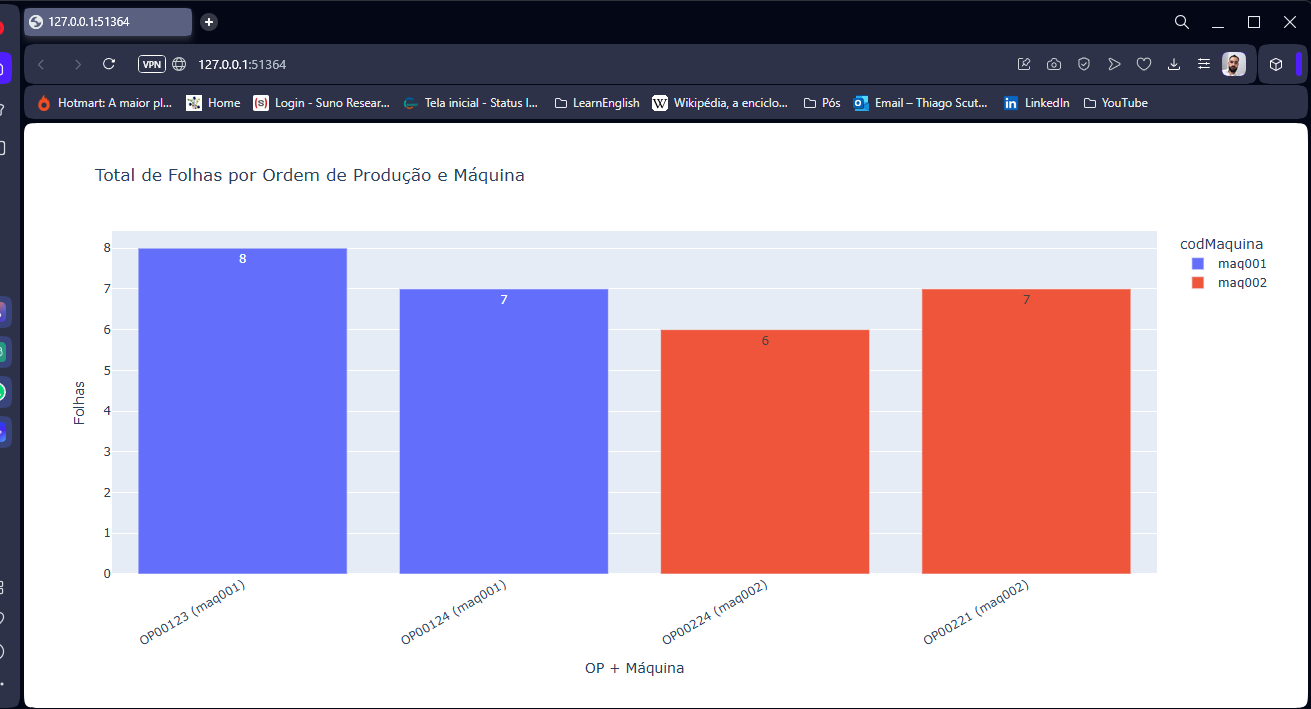 127.0.0.1:51364
VPN 127.0.0.1:51364
Hotmart: A maior pl... Home Login - Suno Resear... Tela inicial - Status I... LearnEnglish Wikipédia, a enciclo... Pós Email – Thiago Scut... LinkedIn YouTube
Total de Folhas por Ordem de Produção e Máquina
codMaquina
maq001
maq002
Folhas
8
7
6
5
4
3
2
1
0
8
7
6
7
OP00123 (maq001)
OP00124 (maq001)
OP00224 (maq002)
OP00221 (maq002)
OP + Máquina